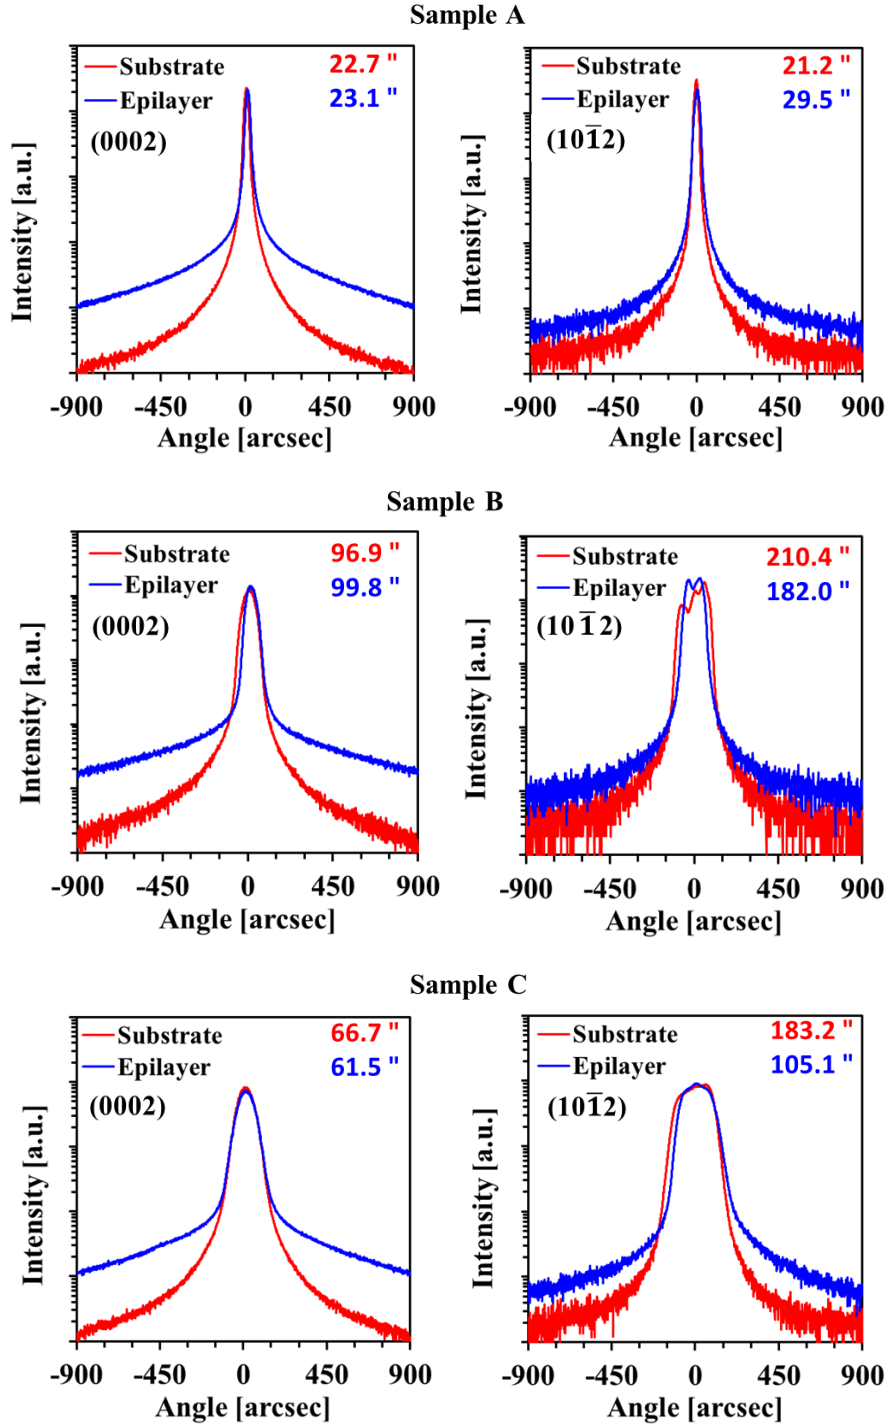 Sample A
Substrate 22.7 "
Epilayer 23.1 "
(0002)
Intensity [a.u.]
-900 -450 0 450 900
Angle [arcsec]
Substrate 21.2 "
Epilayer 29.5 "
(101̅2)
Intensity [a.u.]
-900 -450 0 450 900
Angle [arcsec]
Sample B
Substrate 96.9 "
Epilayer 99.8 "
(0002)
Intensity [a.u.]
-900 -450 0 450 900
Angle [arcsec]
Substrate 210.4 "
Epilayer 182.0 "
(10 1̅ 2)
Intensity [a.u.]
-900 -450 0 450 900
Angle [arcsec]
Sample C
Substrate 66.7 "
Epilayer 61.5 "
(0002)
Intensity [a.u.]
-900 -450 0 450 900
Angle [arcsec]
Substrate 183.2 "
Epilayer 105.1 "
(101̅2)
Intensity [a.u.]
-900 -450 0 450 900
Angle [arcsec]